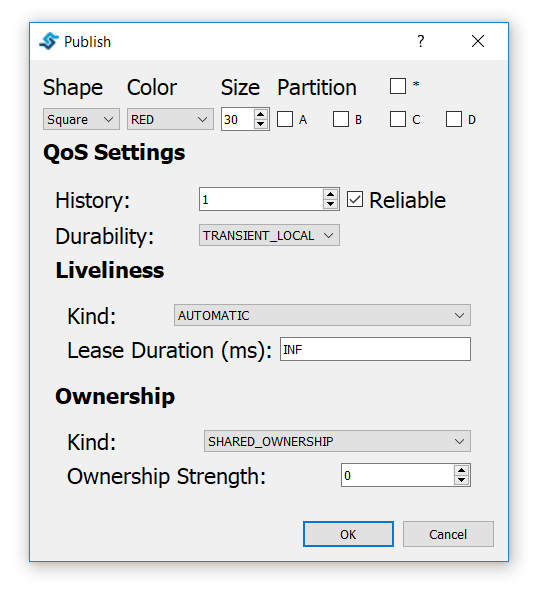 Publish ?
Shape Color Size Partition *
Square RED 30 A B C D
QoS Settings
History: 1 Reliable
Durability: TRANSIENT_LOCAL
Liveliness
Kind: AUTOMATIC
Lease Duration (ms): INF
Ownership
Kind: SHARED_OWNERSHIP
Ownership Strength: 0
OK Cancel